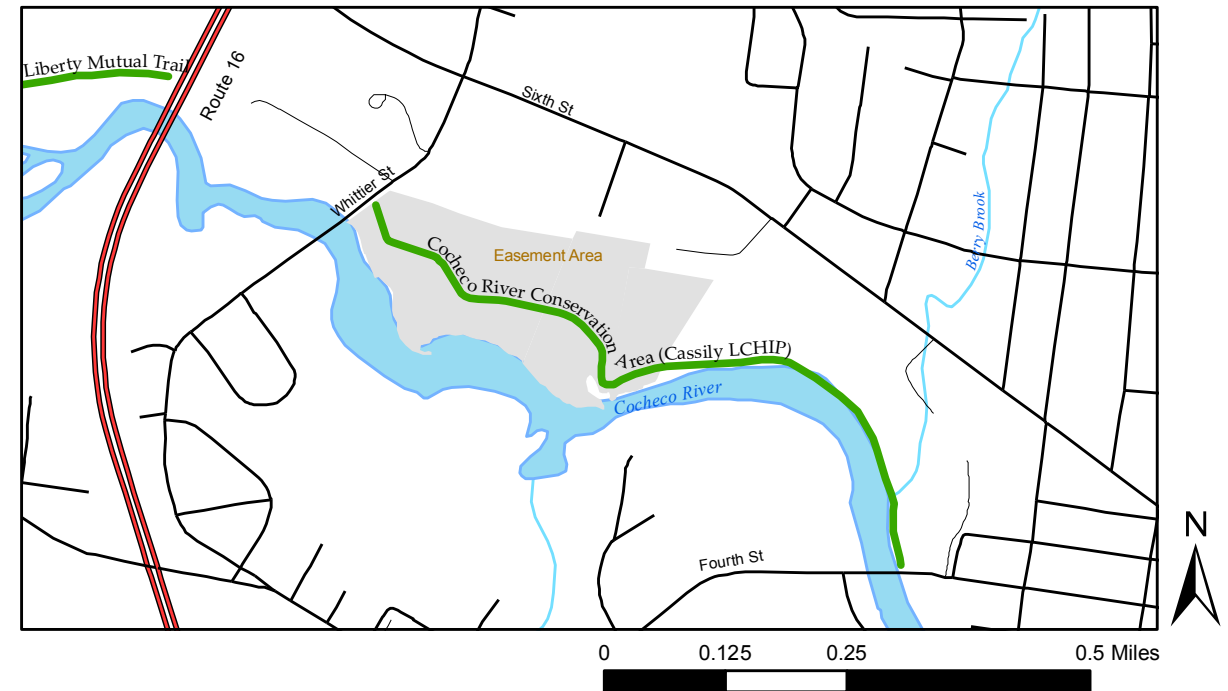 Liberty Mutual Trail
Route 16
Sixth St
Whittier St
Berry Brook
Easement Area
Cocheco River Conservation
Area (Cassily LCHIP)
Cocheco River
Fourth St
N
0 0.125 0.25 0.5 Miles